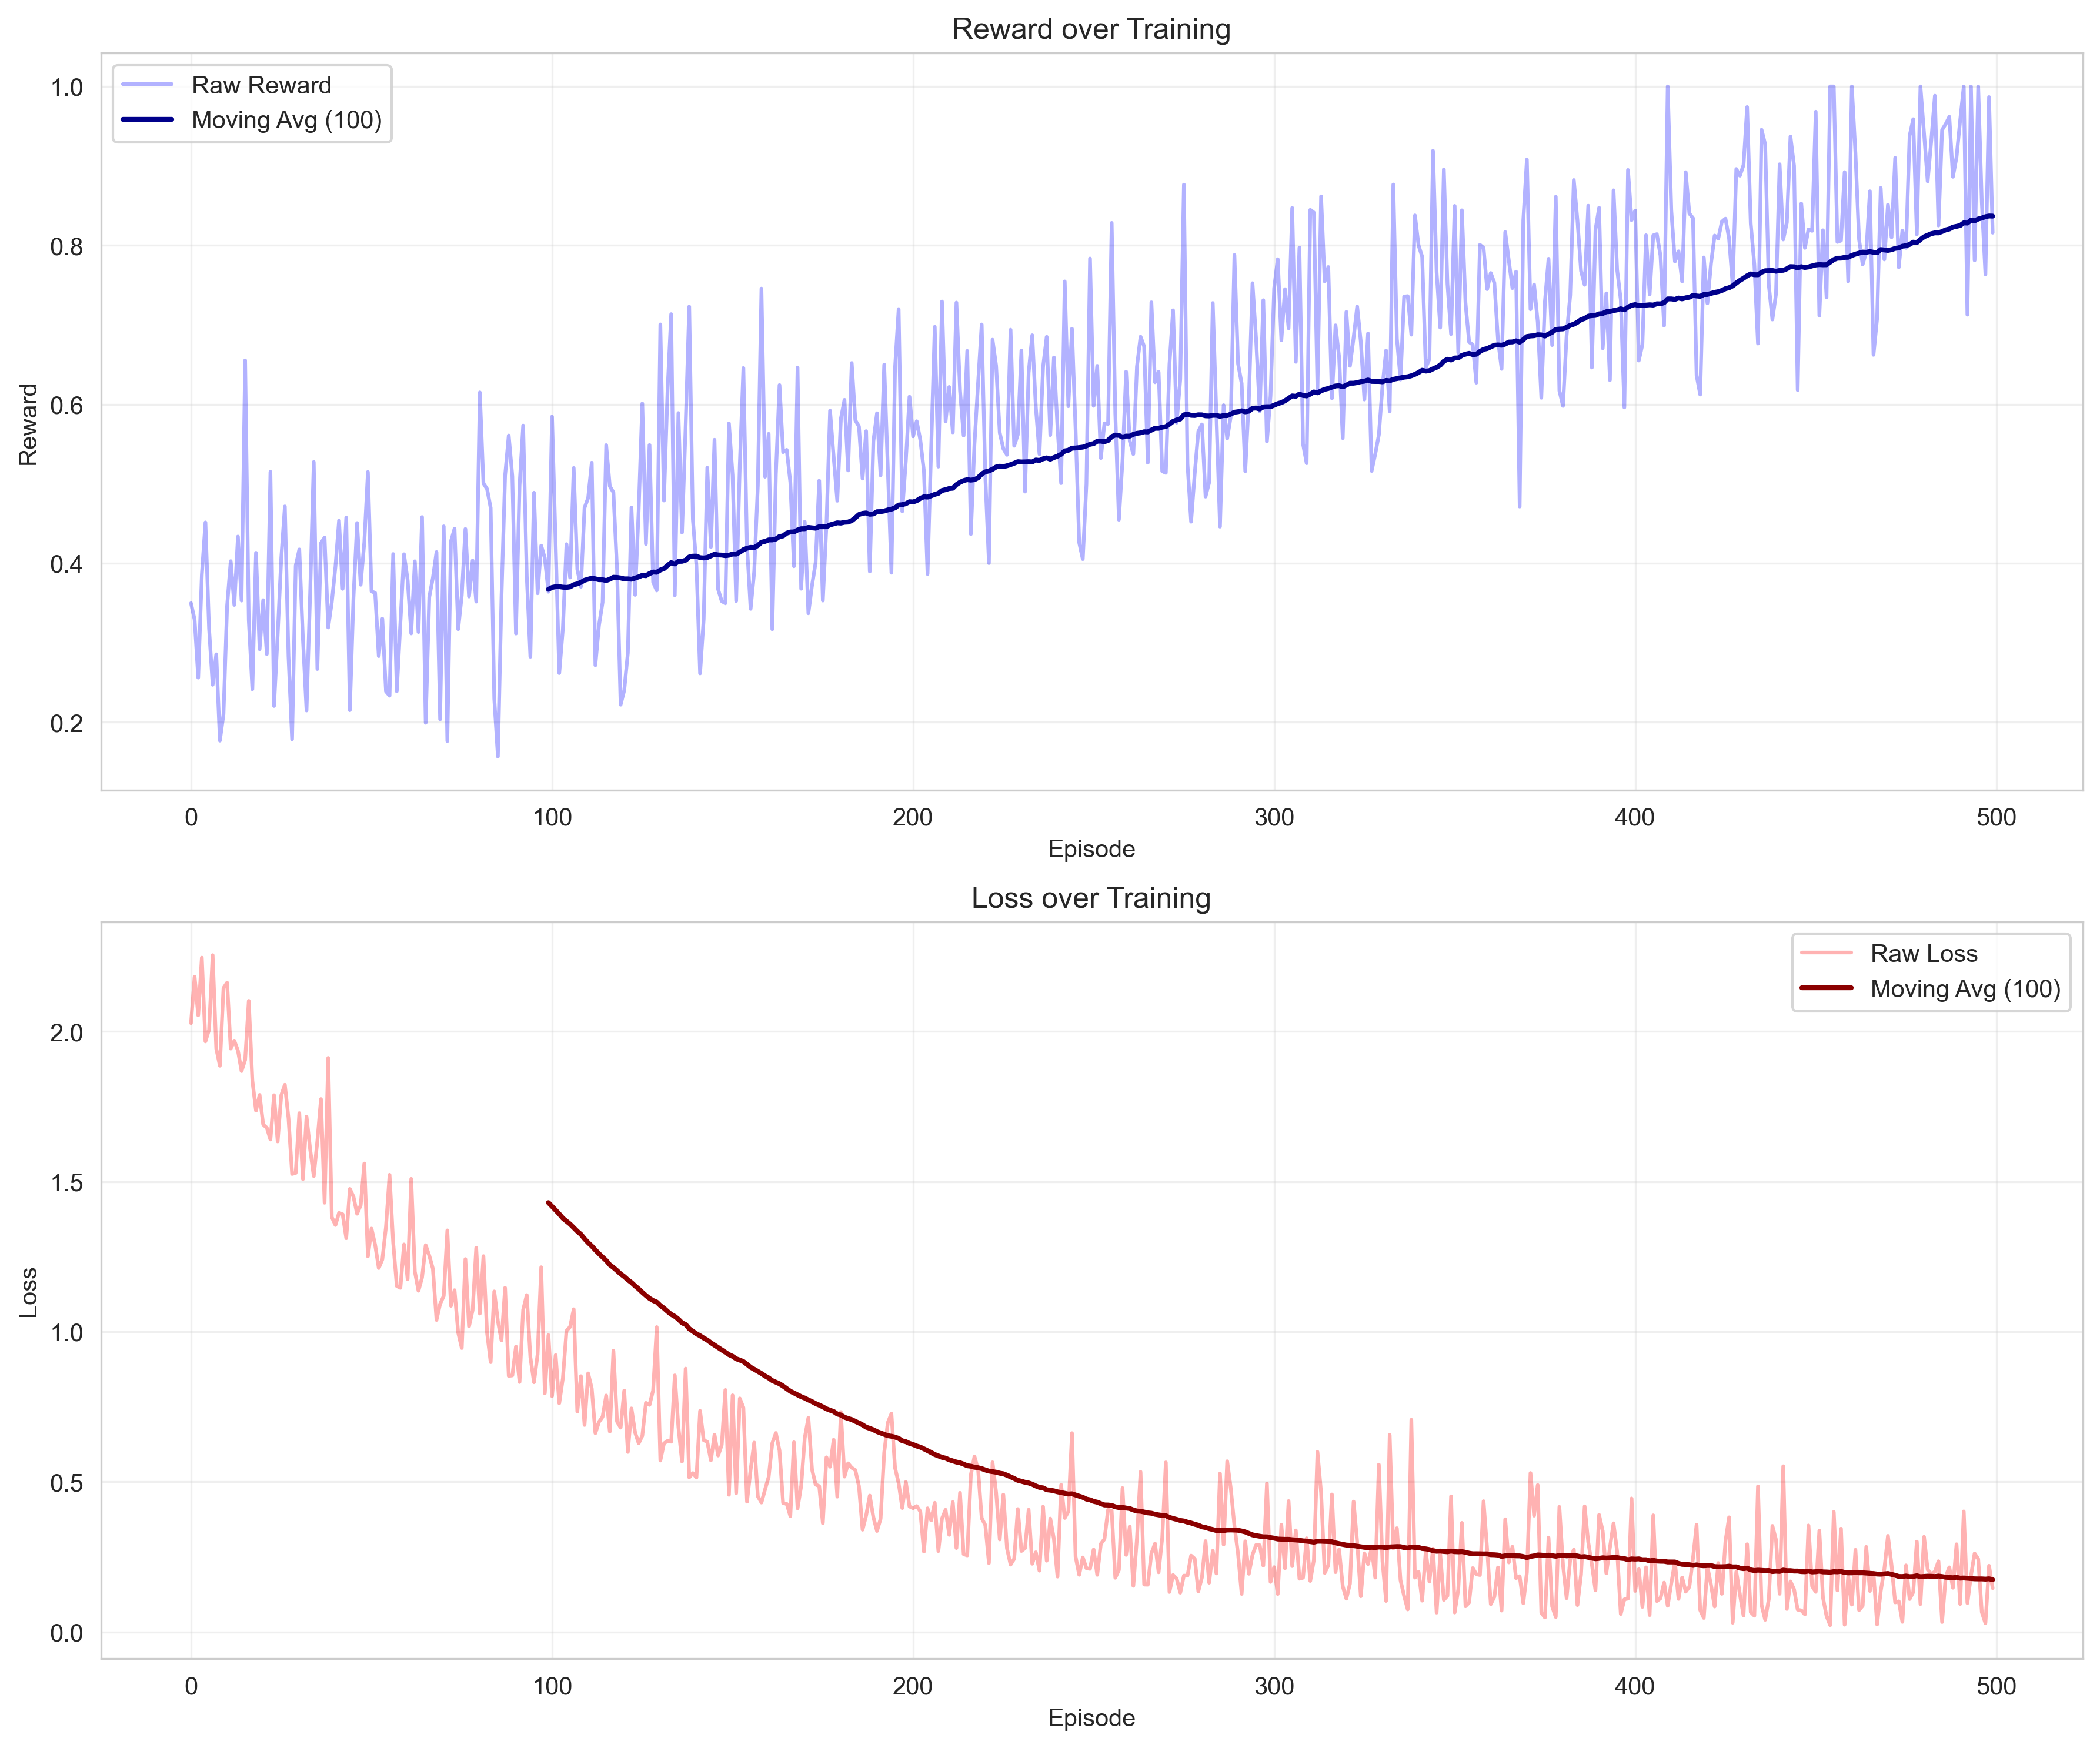 Reward over Training
Raw Reward
Moving Avg (100)
Reward
1.0
0.8
0.6
0.4
0.2
0 100 200 300 400 500
Episode
Loss over Training
Raw Loss
Moving Avg (100)
Loss
2.0
1.5
1.0
0.5
0.0
0 100 200 300 400 500
Episode